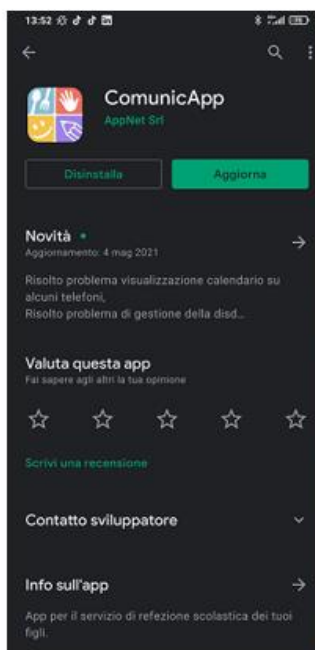 13:52
ComunicApp
AppNet Srl
Disinstalla
Aggiorna
Novità
Aggiornamento: 4 mag 2021
Risolto problema visualizzazione calendario su
alcuni telefoni,
Risolto problema di gestione della disd...
Valuta questa app
Fai sapere agli altri la tua opinione
Scrivi una recensione
Contatto sviluppatore
Info sull'app
App per il servizio di refezione scolastica dei tuoi
figli.